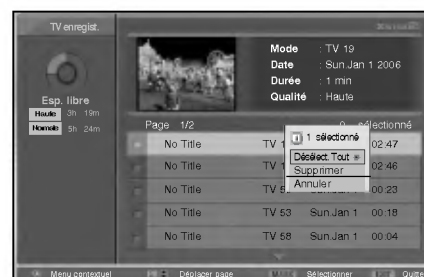 TV enregist.
Mode : TV 19
Date : Sun.Jan 1 2006
Durée : 1 min
Qualité : Haute
Esp. libre
Haute 3h 19m
Normale 5h 24m
Page 1/2
sélectionné
1 sélectionné
Désélect. Tout
Supprimer
Annuler
No Title TV 02:47
No Title TV 02:46
No Title TV 00:23
No Title TV 53 Sun.Jan 1 00:18
No Title TV 58 Sun.Jan 1 00:04
Menu contextuel Déplacer page MARK Sélectionner EXIT Quitter